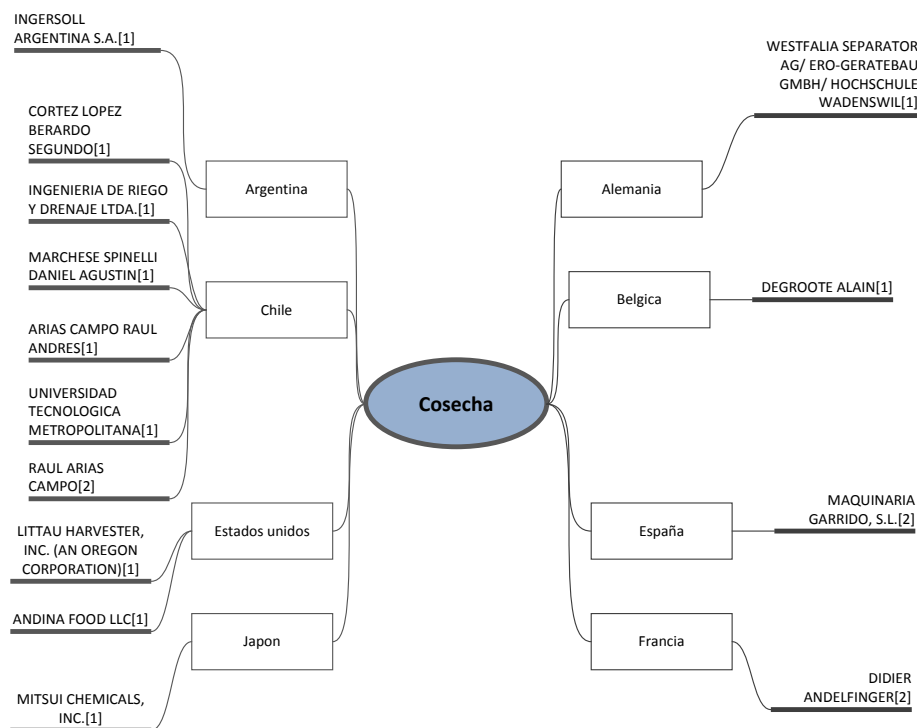 INGERSOLL
ARGENTINA S.A.[1]
CORTEZ LOPEZ
BERARDO
SEGUNDO[1]
INGENIERIA DE RIEGO
Y DRENAJE LTDA.[1]
MARCHESE SPINELLI
DANIEL AGUSTIN[1]
ARIAS CAMPO RAUL
ANDRES[1]
UNIVERSIDAD
TECNOLOGICA
METROPOLITANA[1]
RAUL ARIAS
CAMPO[2]
LITTAU HARVESTER,
INC. (AN OREGON
CORPORATION)[1]
ANDINA FOOD LLC[1]
MITSUI CHEMICALS,
INC.[1]
Argentina
Chile
Estados unidos
Japon
Cosecha
Alemania
Belgica
España
Francia
WESTFALIA SEPARATOR
AG/ ERO-GERATEBAU
GMBH/ HOCHSCHULE
WADENSWIL[1]
DEGROOTE ALAIN[1]
MAQUINARIA
GARRIDO, S.L.[2]
DIDIER
ANDELFINGER[2]